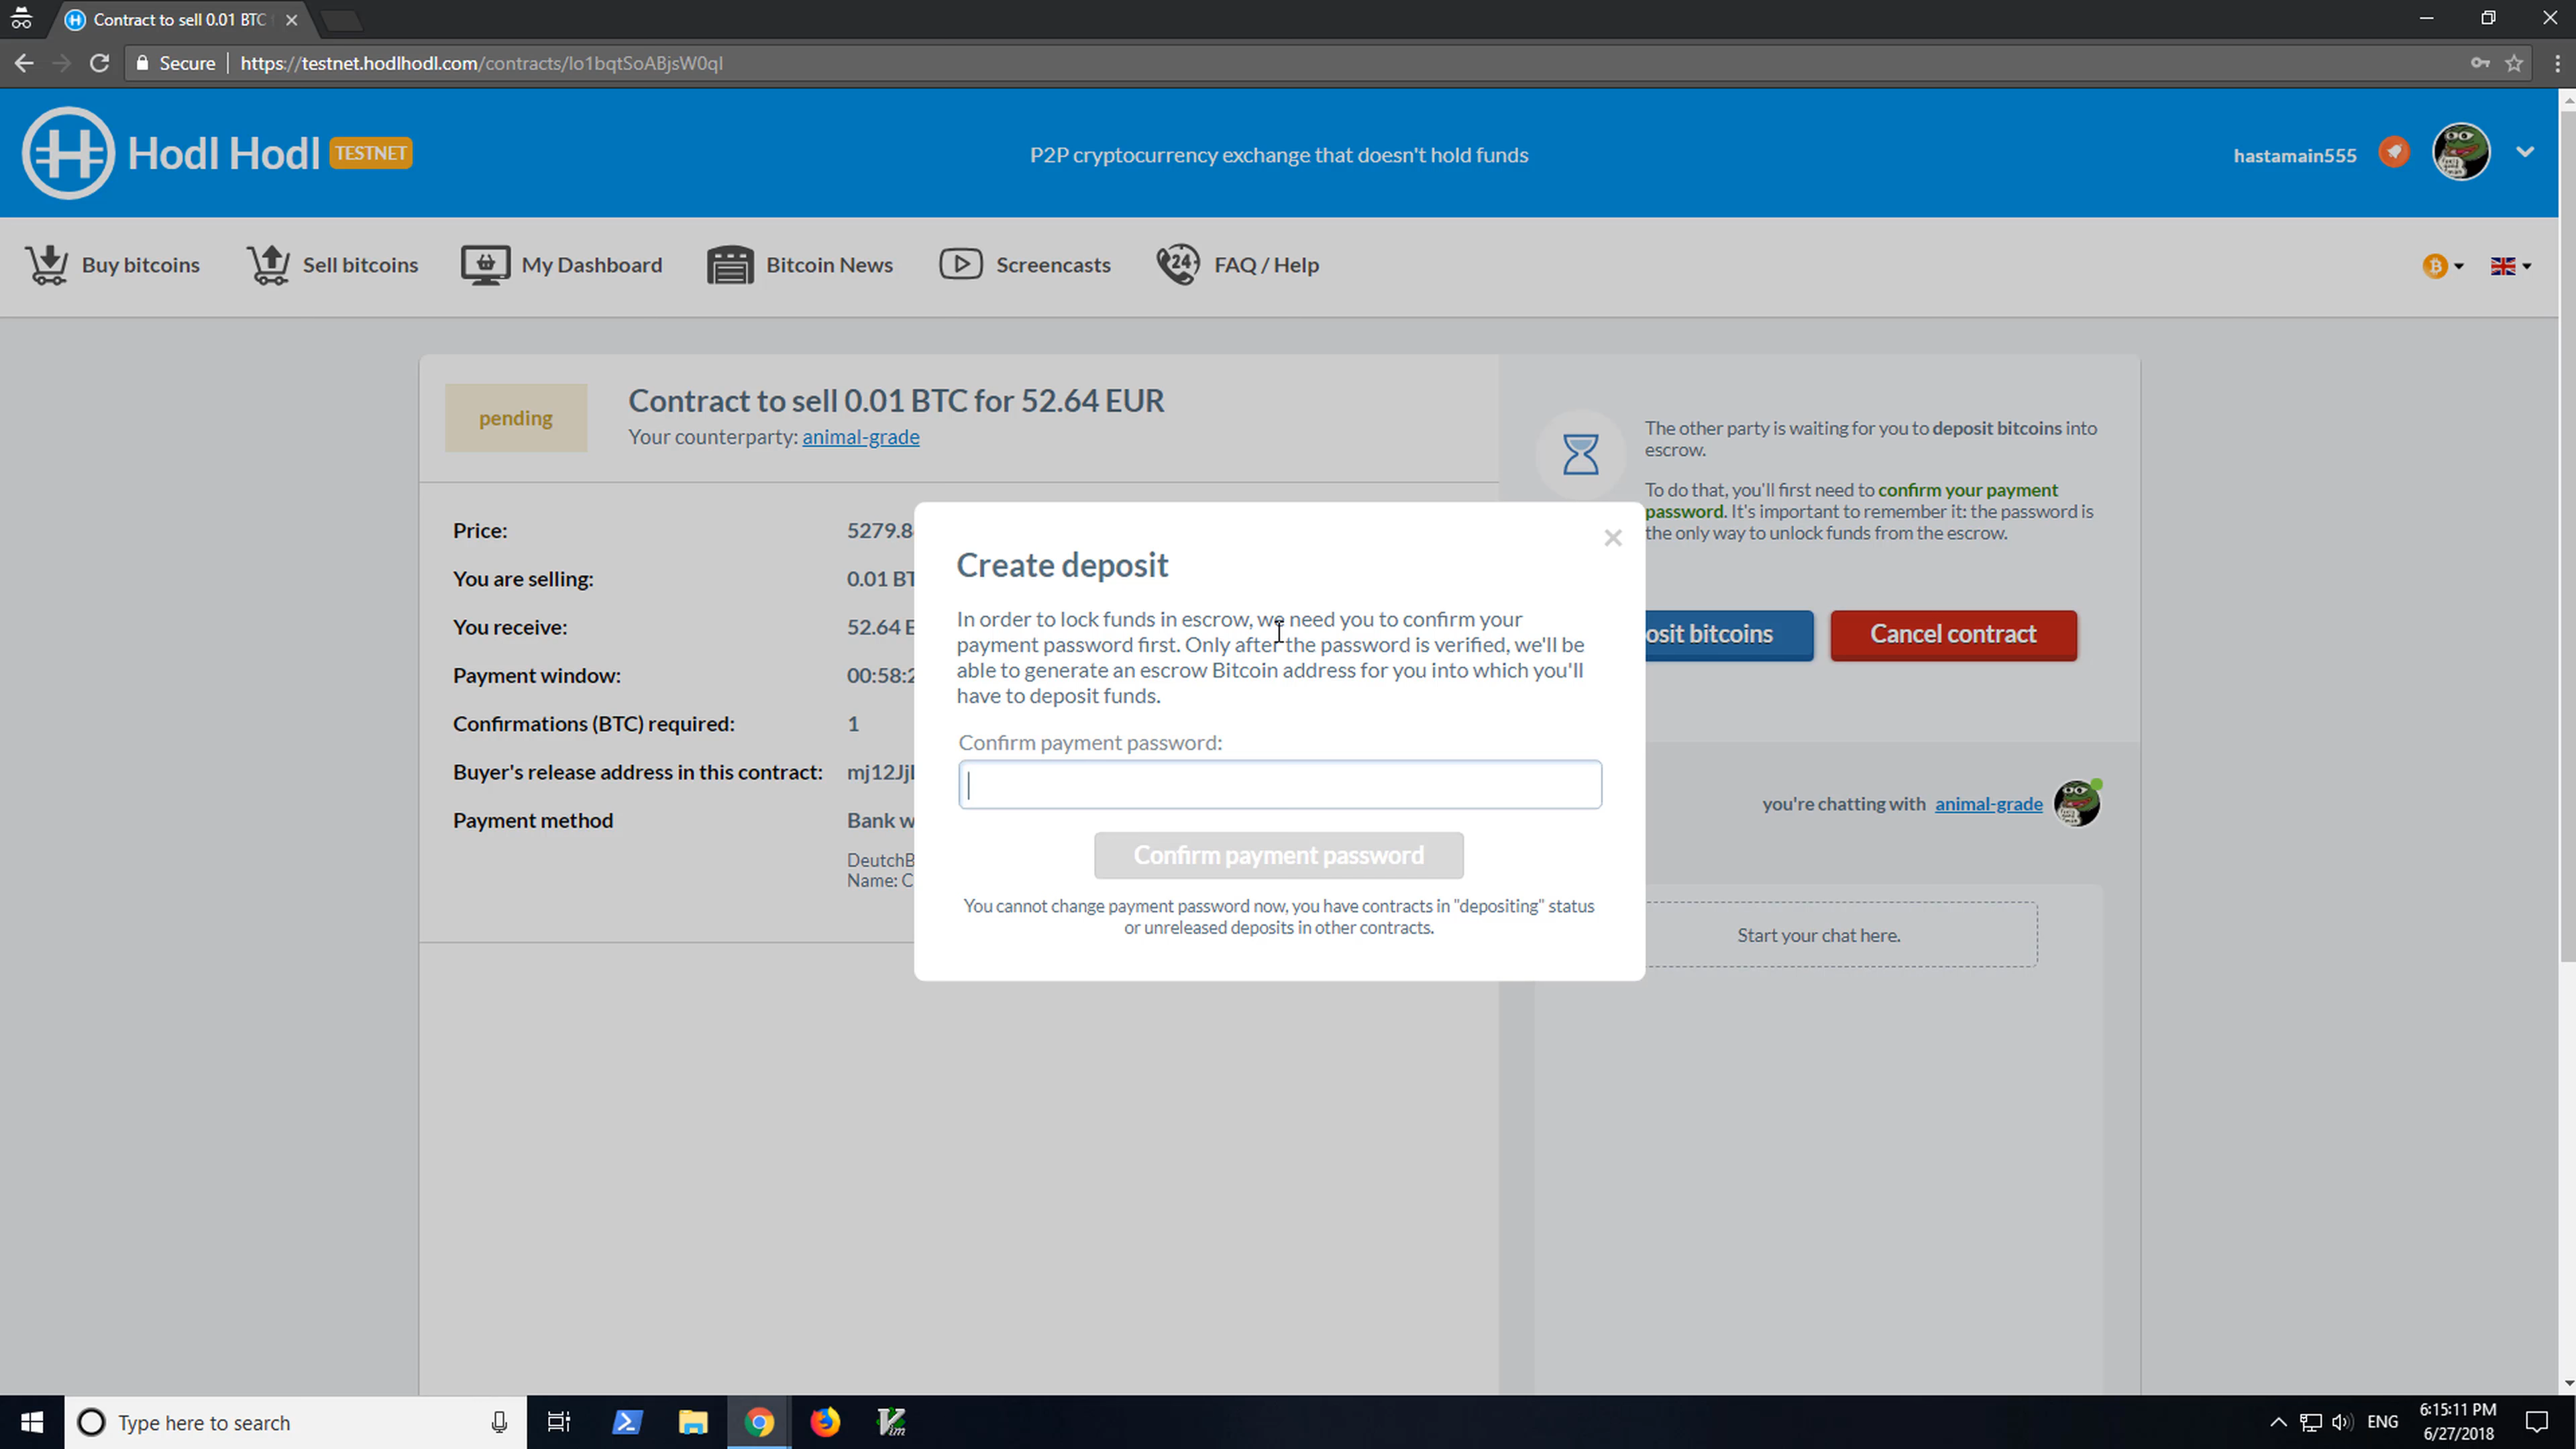 Contract to sell 0.01 BTC
Secure https://testnet.hodlhodl.com/contracts/
Hodl Hodl TESTNET
P2P cryptocurrency exchange that doesn't hold funds
hastamain555
Buy bitcoins
Sell bitcoins
My Dashboard
Bitcoin News
24
Screencasts
FAQ / Help
pending
Contract to sell 0.01 BTC for 52.64 EUR
Your counterparty: animal-grade
The other party is waiting for you to deposit bitcoins into
escrow.
To do that, you'll first need to confirm your payment
password. It's important to remember it: the password is
the only way to unlock funds from the escrow.
Price: 5279.8
You are selling: 0.01 BT
You receive: 52.64 E
Payment window: 00:58:2
Confirmations (BTC) required: 1
Buyer's release address in this contract:
Payment method Bank w
DeutchB
Name: C
osit bitcoins
Cancel contract
Create deposit
In order to lock funds in escrow, we need you to confirm your
payment password first. Only after the password is verified, we'll be
able to generate an escrow Bitcoin address for you into which you'll
have to deposit funds.
Confirm payment password:
Confirm payment password
You cannot change payment password now, you have contracts in "depositing" status
or unreleased deposits in other contracts.
you're chatting with animal-grade
Start your chat here.
Type here to search
ENG
6:15:11 PM
6/27/2018